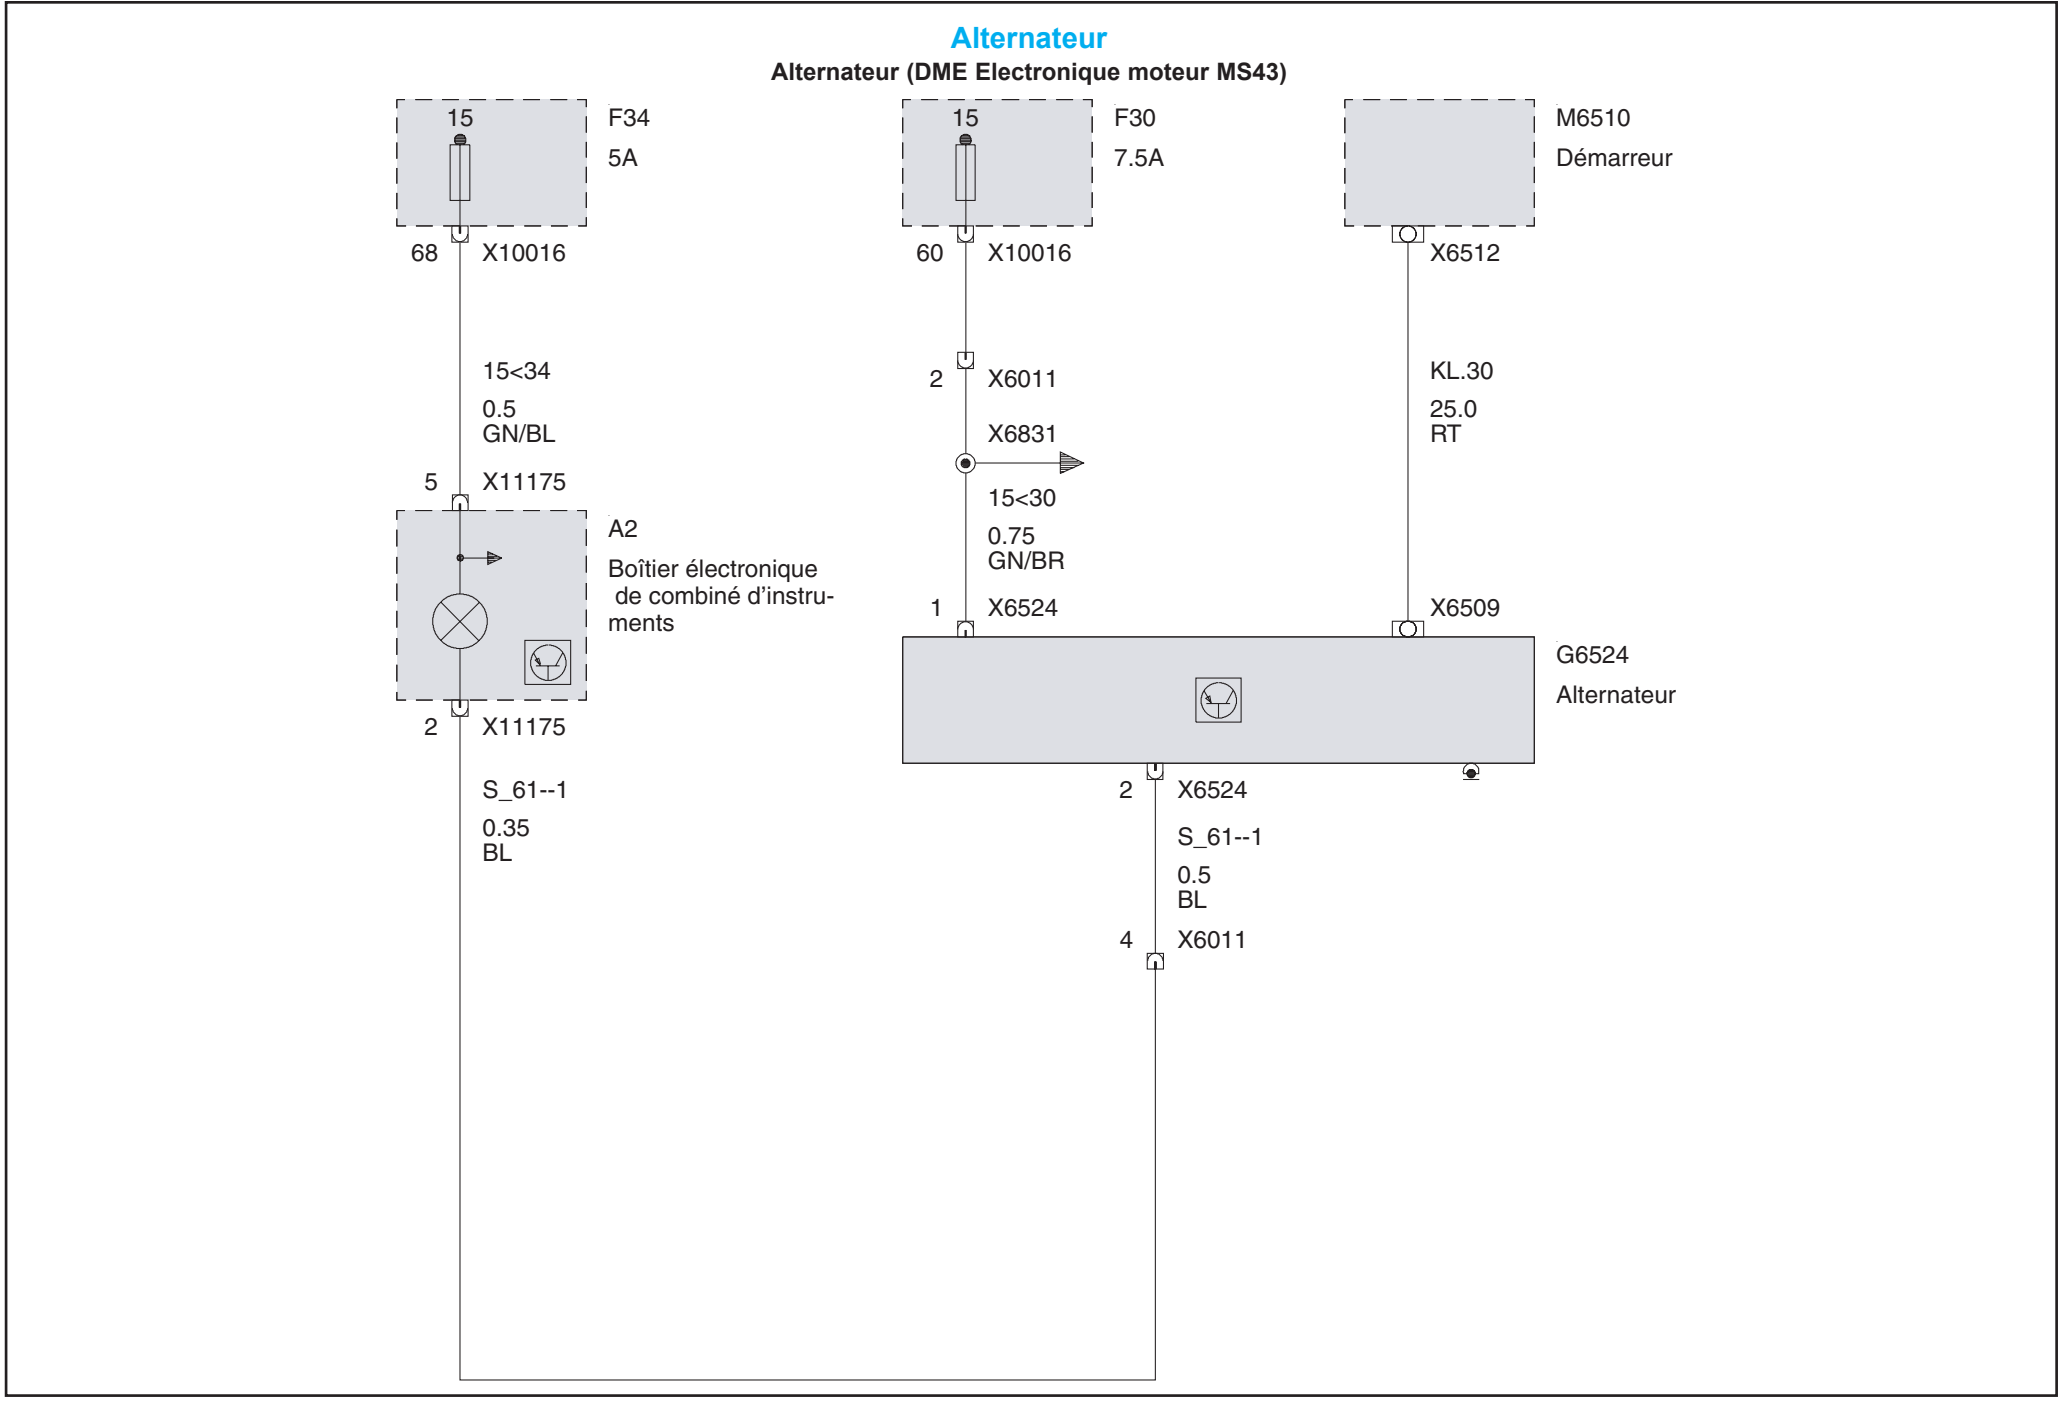 Alternateur
Alternateur (DME Electronique moteur MS43)
15
F34
5A
68
X10016
15<34
0.5
GN/BL
5
X11175
A2
Boîtier électronique
de combiné d'instru-
ments
2
X11175
S_61--1
0.35
BL
15
F30
7.5A
60
X10016
2
X6011
X6831
15<30
0.75
GN/BR
1
X6524
M6510
Démarreur
X6512
KL.30
25.0
RT
X6509
G6524
Alternateur
2
X6524
S_61--1
0.5
BL
4
X6011